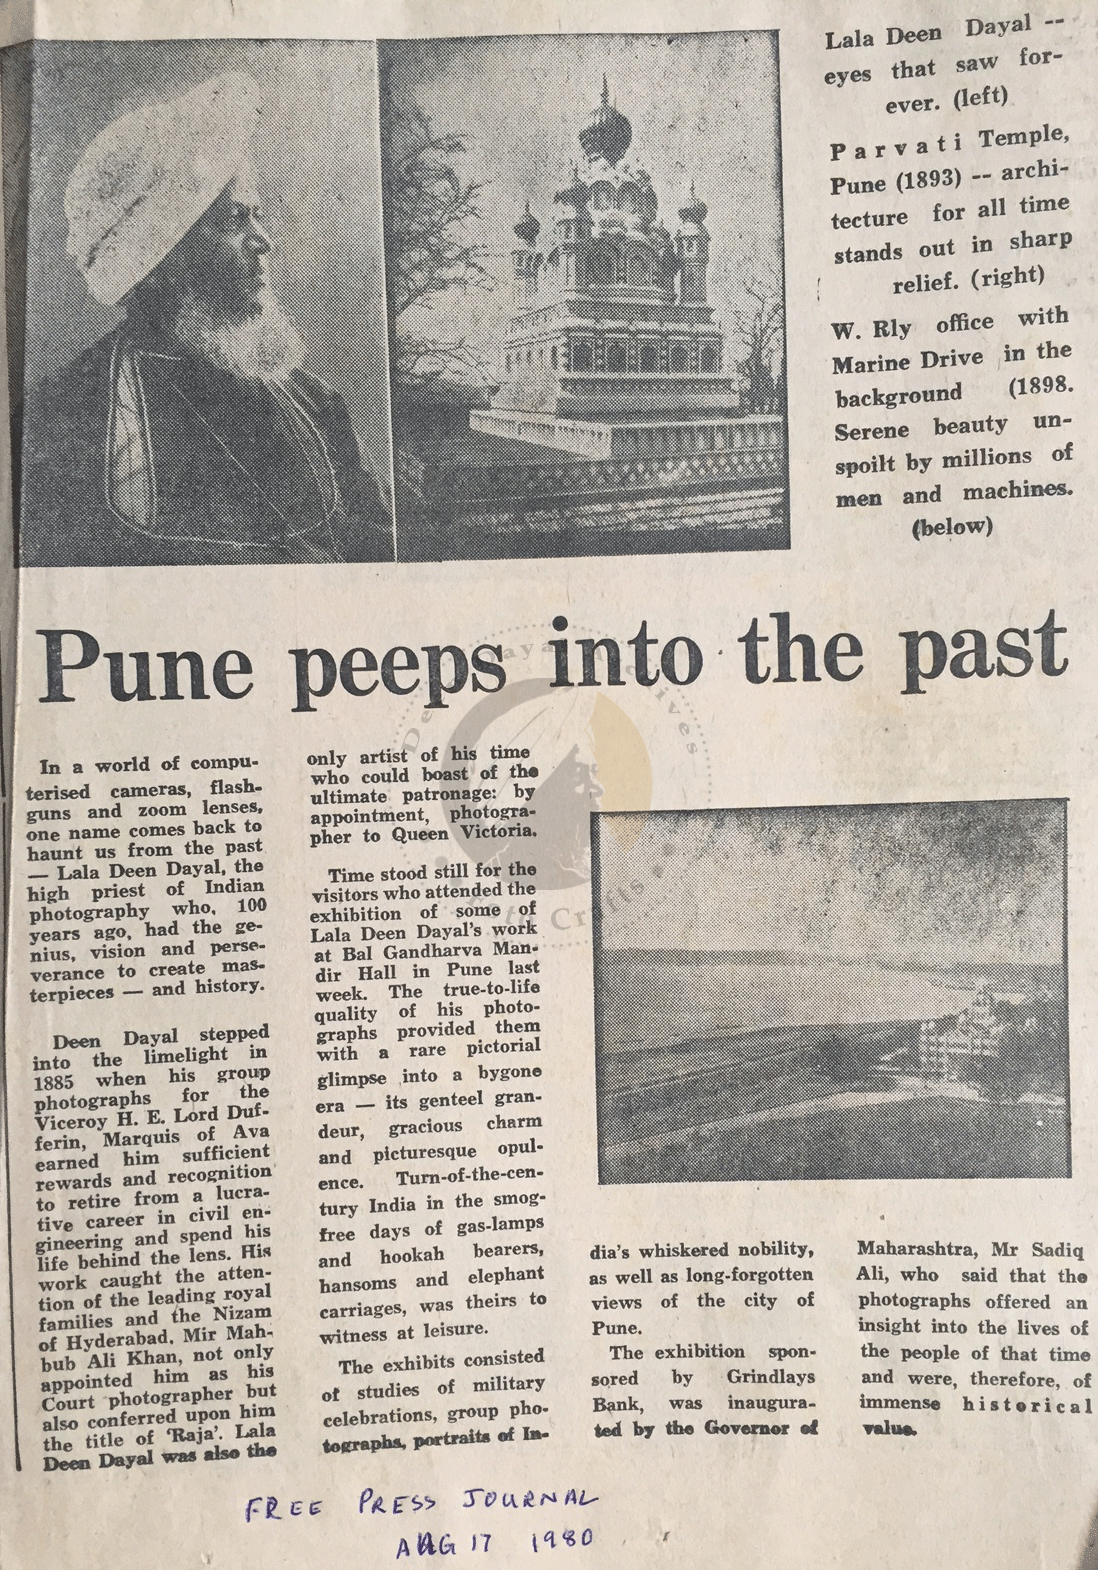 Lala Deen Dayal --
eyes that saw for-
ever. (left)
Parvati Temple,
Pune (1893) -- archi-
tecture for all time
stands out in sharp
relief. (right)
W. Rly office with
Marine Drive in the
background (1898.
Serene beauty un-
spoilt by millions of
men and machines.
(below)
Pune peeps into the past
In a world of compu-
terised cameras, flash-
guns and zoom lenses,
one name comes back to
haunt us from the past
— Lala Deen Dayal, the
high priest of Indian
photography who, 100
years ago, had the ge-
nius, vision and perse-
verance to create mas-
terpieces — and history.
Deen Dayal stepped
into the limelight in
1885 when his group
photographs for the
Viceroy H. E. Lord Duf-
ferin, Marquis of Ava
earned him sufficient
rewards and recognition
to retire from a lucra-
tive career in civil en-
gineering and spend his
life behind the lens. His
work caught the atten-
tion of the leading royal
families and the Nizam
of Hyderabad, Mir Mah-
bub Ali Khan, not only
appointed him as his
Court photographer but
also conferred upon him
the title of 'Raja'. Lala
Deen Dayal was also the
only artist of his time
who could boast of the
ultimate patronage: by
appointment, photogra-
pher to Queen Victoria.
Time stood still for the
visitors who attended the
exhibition of some of
Lala Deen Dayal's work
at Bal Gandharva Man-
dir Hall in Pune last
week. The true-to-life
quality of his photo-
graphs provided them
with a rare pictorial
glimpse into a bygone
era — its genteel gran-
deur, gracious charm
and picturesque opul-
ence. Turn-of-the-cen-
tury India in the smog-
free days of gas-lamps
and hookah bearers,
hansoms and elephant
carriages, was theirs to
witness at leisure.
The exhibits consisted
of studies of military
celebrations, group pho-
tographs, portraits of In-
dia's whiskered nobility,
as well as long-forgotten
views of the city of
Pune.
The exhibition spon-
sored by Grindlays
Bank, was inaugura-
ted by the Governor of
Maharashtra, Mr Sadiq
Ali, who said that the
photographs offered an
insight into the lives of
the people of that time
and were, therefore, of
immense historical
value.
FREE PRESS JOURNAL
AUG 17 1980